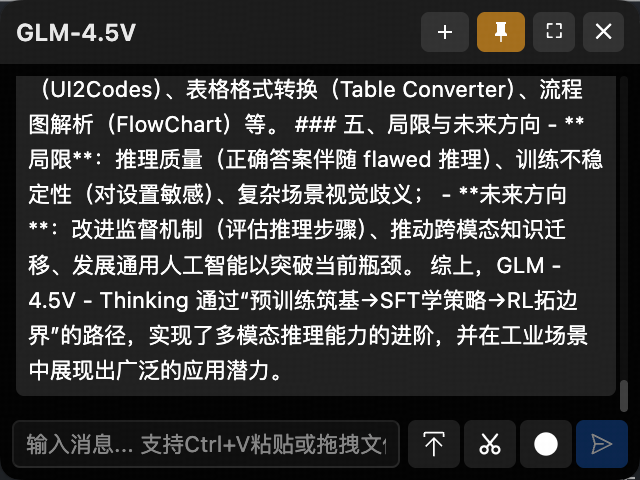 GLM-4.5V
（UI2Codes）、表格格式转换（Table Converter）、流程
图解析（FlowChart）等。 ### 五、局限与未来方向 - **
局限**：推理质量（正确答案伴随 flawed 推理）、训练不稳
定性（对设置敏感）、复杂场景视觉歧义； - **未来方向
**：改进监督机制（评估推理步骤）、推动跨模态知识迁
移、发展通用人工智能以突破当前瓶颈。 综上，GLM -
4.5V - Thinking 通过“预训练筑基→SFT学策略→RL拓边
界”的路径，实现了多模态推理能力的进阶，并在工业场景
中展现出广泛的应用潜力。
输入消息... 支持Ctrl+V粘贴或拖拽文